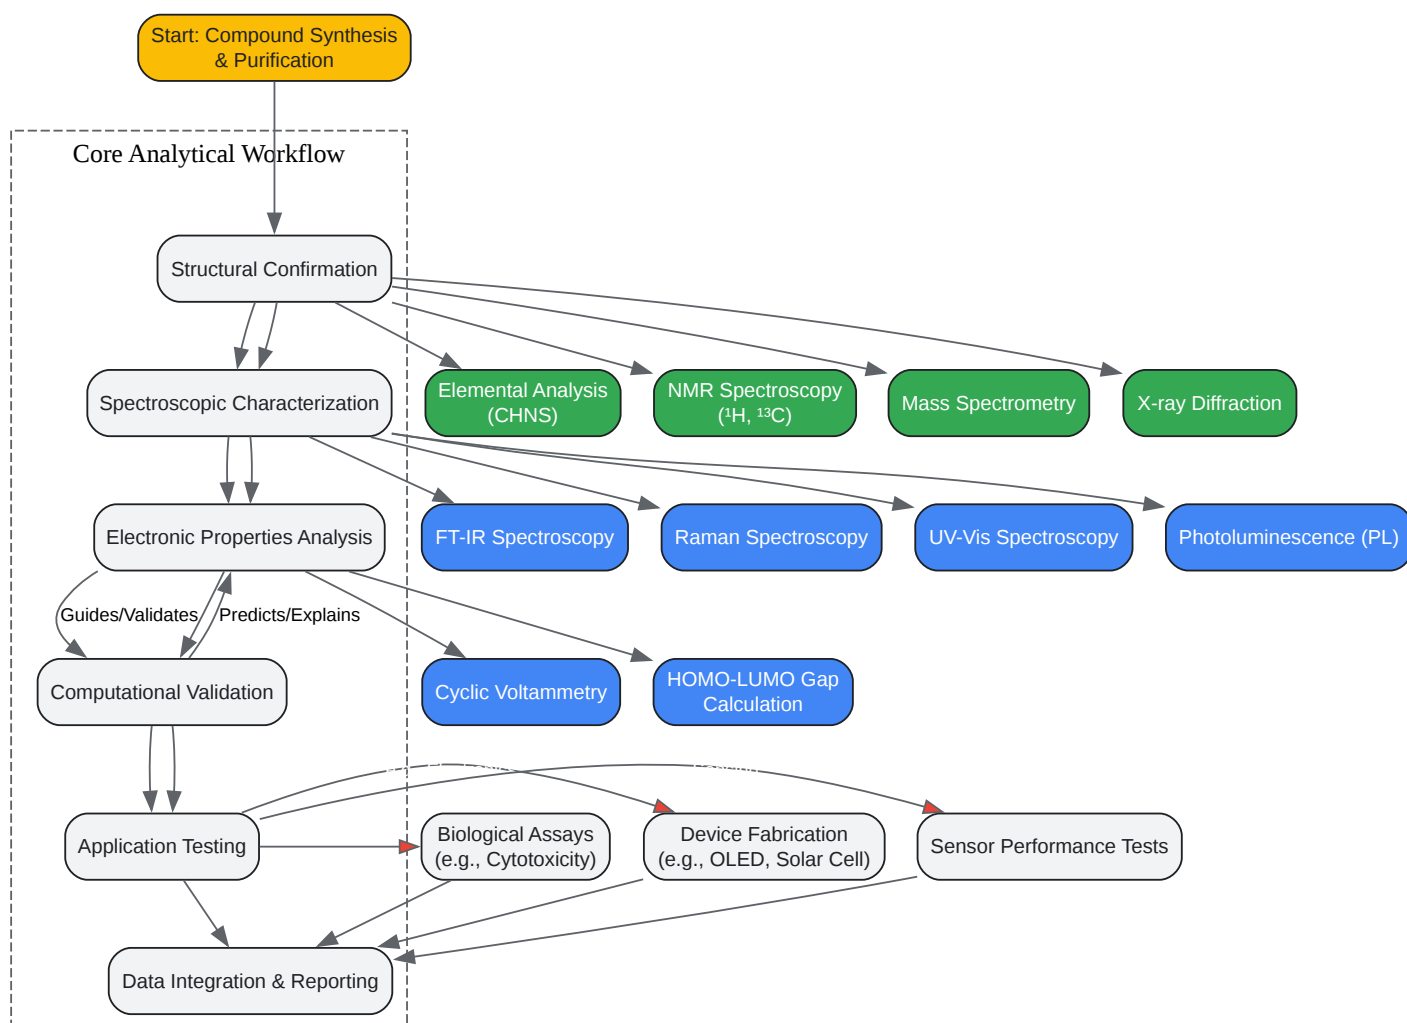 Start: Compound Synthesis
& Purification
Core Analytical Workflow
Structural Confirmation
Spectroscopic Characterization
Elemental Analysis
(CHNS)
NMR Spectroscopy
(¹H, ¹³C)
Mass Spectrometry
X-ray Diffraction
Electronic Properties Analysis
FT-IR Spectroscopy
Raman Spectroscopy
UV-Vis Spectroscopy
Photoluminescence (PL)
Guides/Validates
Predicts/Explains
Computational Validation
Cyclic Voltammetry
HOMO-LUMO Gap
Calculation
Application Testing
Biological Assays
(e.g., Cytotoxicity)
Device Fabrication
(e.g., OLED, Solar Cell)
Sensor Performance Tests
Data Integration & Reporting